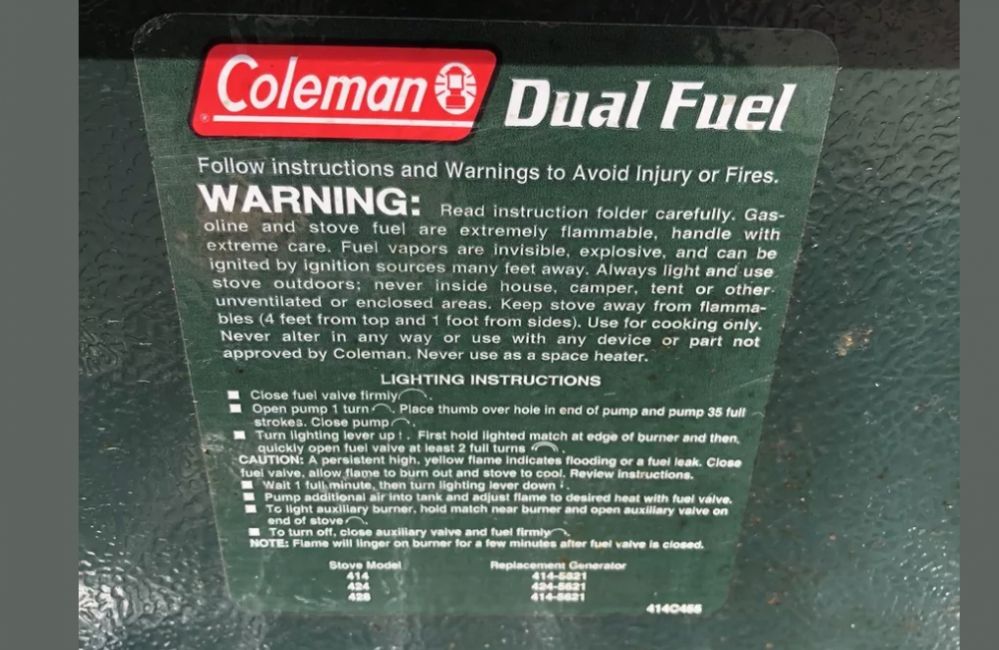 Coleman ® Dual Fuel
Follow instructions and Warnings to Avoid Injury or Fires.
WARNING: Read instruction folder carefully. Gas-
oline and stove fuel are extremely flammable, handle with
extreme care. Fuel vapors are invisible, explosive, and can be
ignited by ignition sources many feet away. Always light and use
stove outdoors; never inside house, camper, tent or other
unventilated or enclosed areas. Keep stove away from flamma-
bles (4 feet from top and 1 foot from sides). Use for cooking only.
Never alter in any way or use with any device or part not
approved by Coleman. Never use as a space heater.
LIGHTING INSTRUCTIONS
■ Close fuel valve firmly.
■ Open pump 1 turn. Place thumb over hole in end of pump and pump 35 full
strokes. Close pump.
■ Turn lighting lever up ↑. First hold lighted match at edge of burner and then,
quickly open fuel valve at least 2 full turns.
CAUTION: A persistent high, yellow flame indicates flooding or a fuel leak. Close
fuel valve, allow flame to burn out and stove to cool. Review instructions.
■ Wait 1 full minute, then turn lighting lever down ↓.
■ Pump additional air into tank and adjust flame to desired heat with fuel valve.
■ To light auxiliary burner, hold match near burner and open auxiliary valve on
end of stove.
■ To turn off, close auxiliary valve and fuel firmly.
NOTE: Flame will linger on burner for a few minutes after fuel valve is closed.
Stove Model Replacement Generator
414 414-5621
424 424-5621
428 414-5621